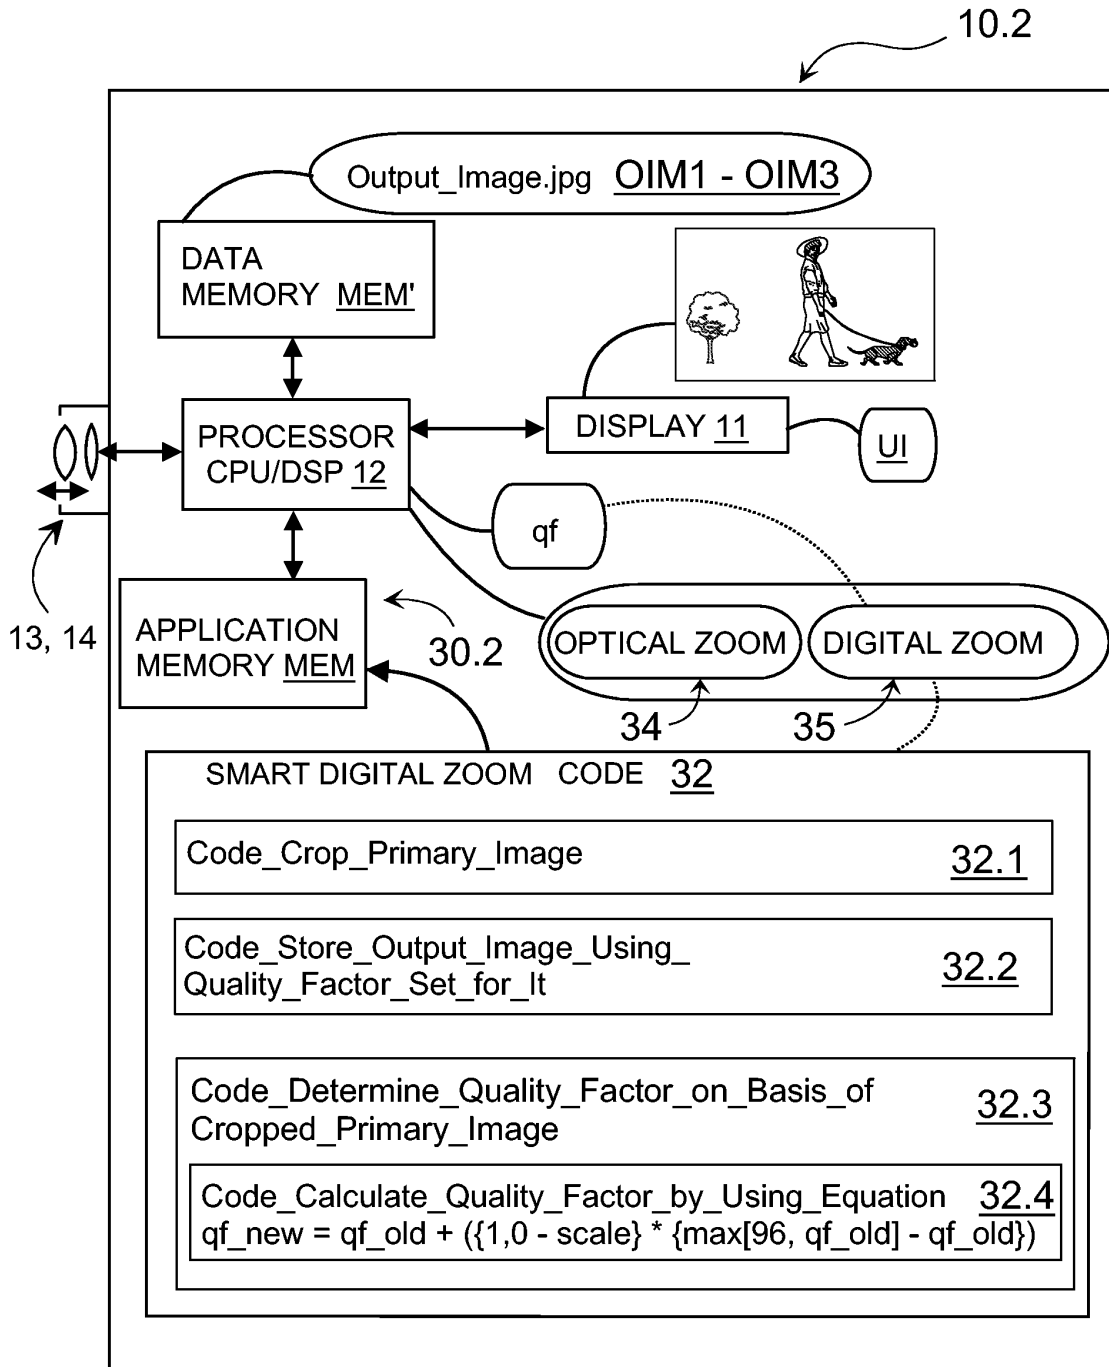 10.2
Output_Image.jpg OIM1 - OIM3
DATA
MEMORY MEM'
PROCESSOR
CPU/DSP 12
DISPLAY 11
UI
qf
13, 14
APPLICATION
MEMORY MEM
30.2
OPTICAL ZOOM
DIGITAL ZOOM
34
35
SMART DIGITAL ZOOM CODE 32
Code_Crop_Primary_Image 32.1
Code_Store_Output_Image_Using_
Quality_Factor_Set_for_It 32.2
Code_Determine_Quality_Factor_on_Basis_of
Cropped_Primary_Image 32.3
Code_Calculate_Quality_Factor_by_Using_Equation 32.4
qf_new = qf_old + ({1,0 - scale} * {max[96, qf_old] - qf_old})